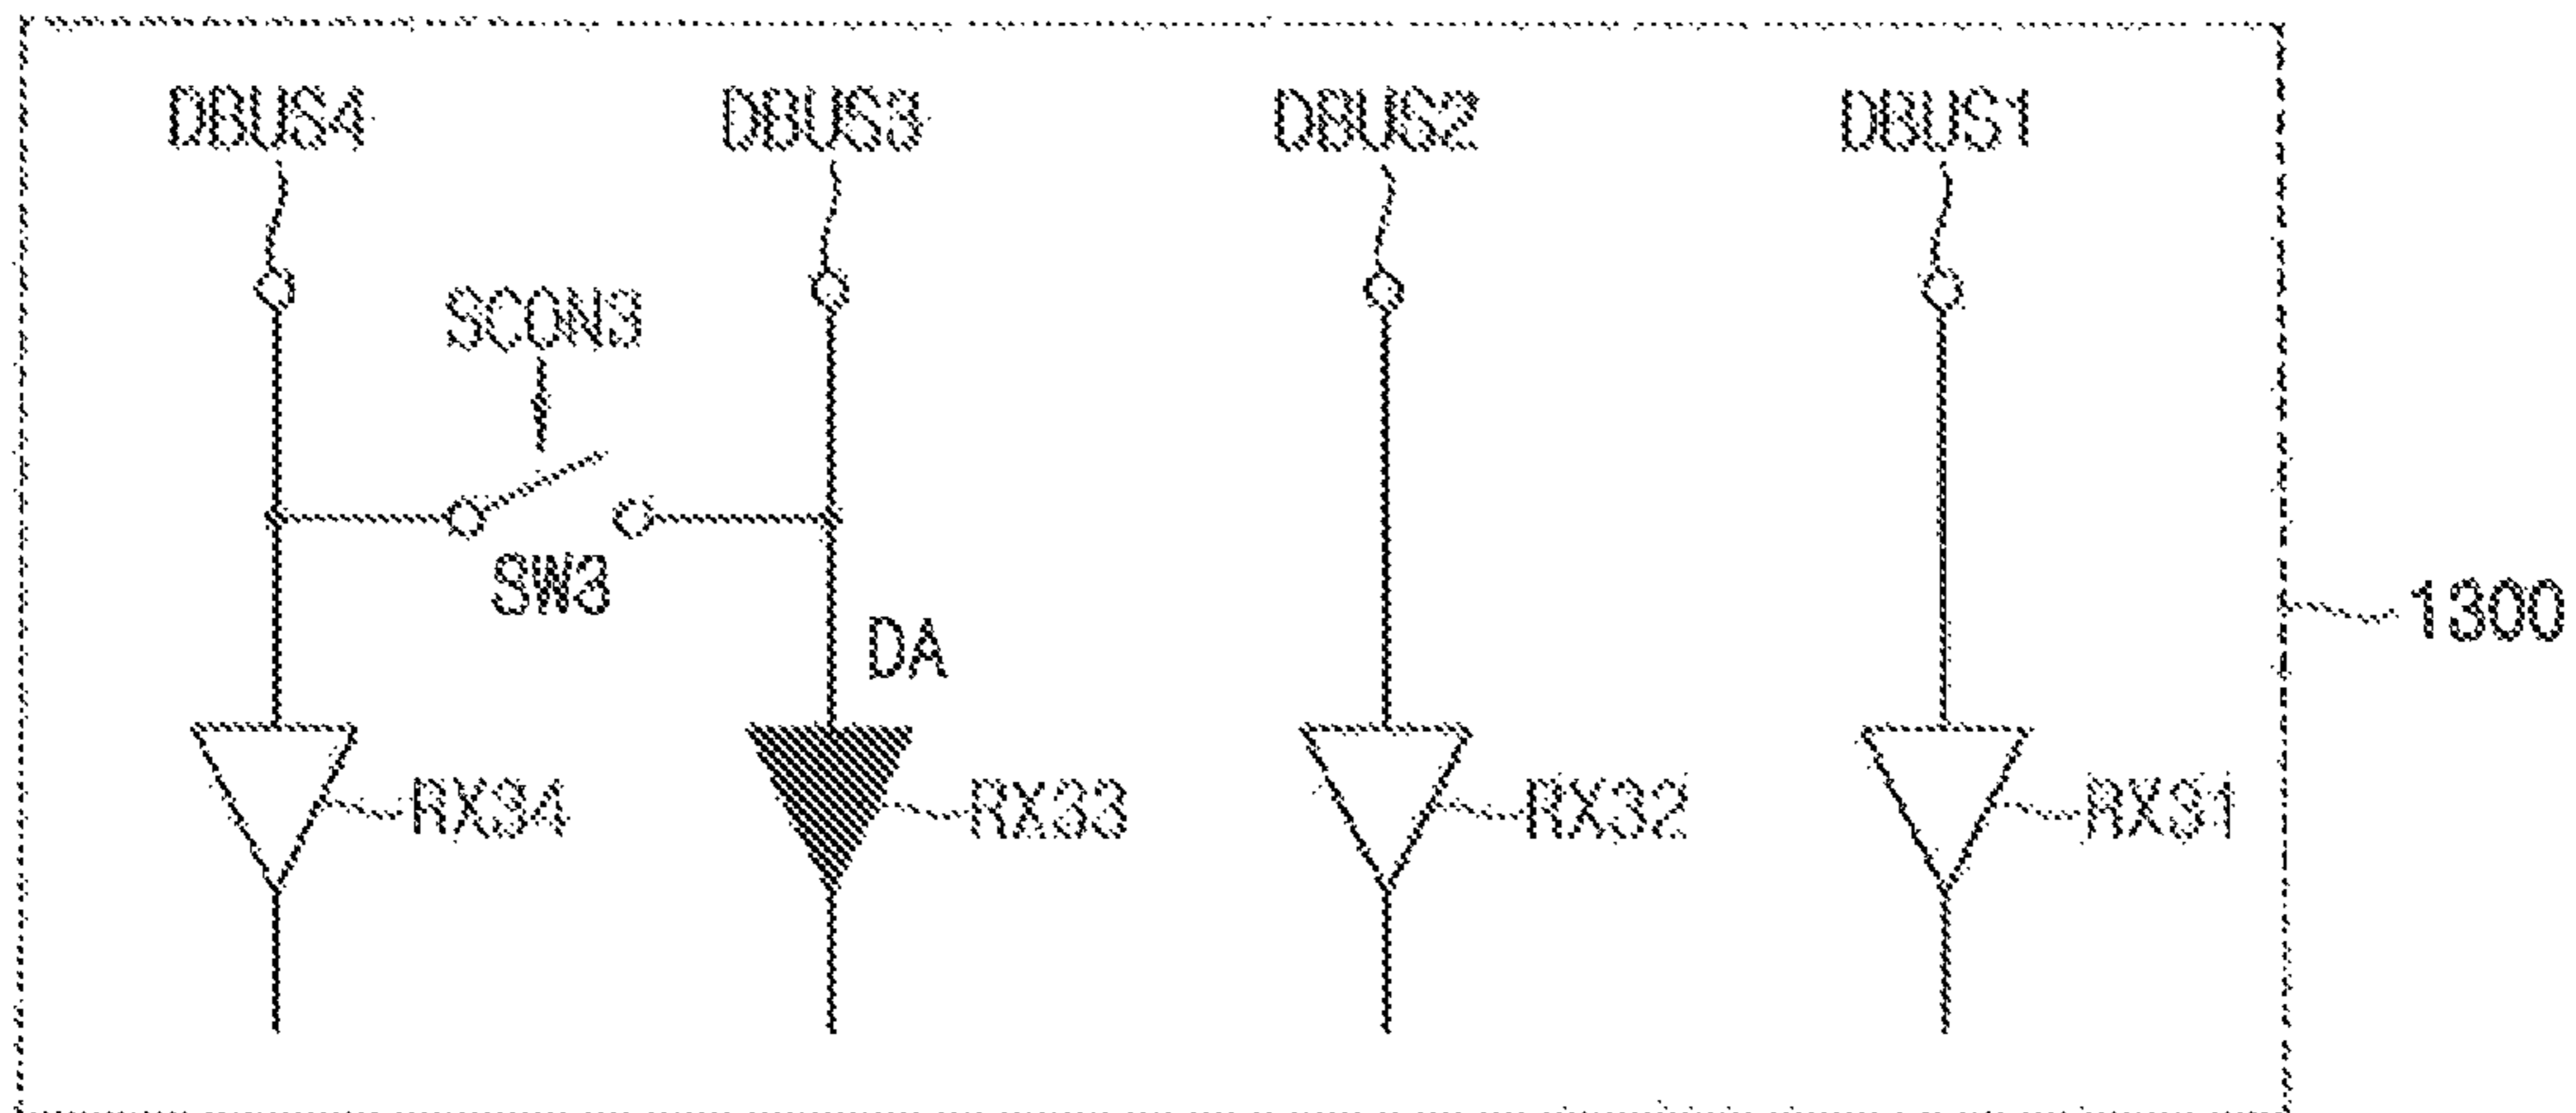 DBUS4 DBUS3 DBUS2 DBUS1
SCON3
SW3
DA
1300
RX34 RX33 RX32 RX31